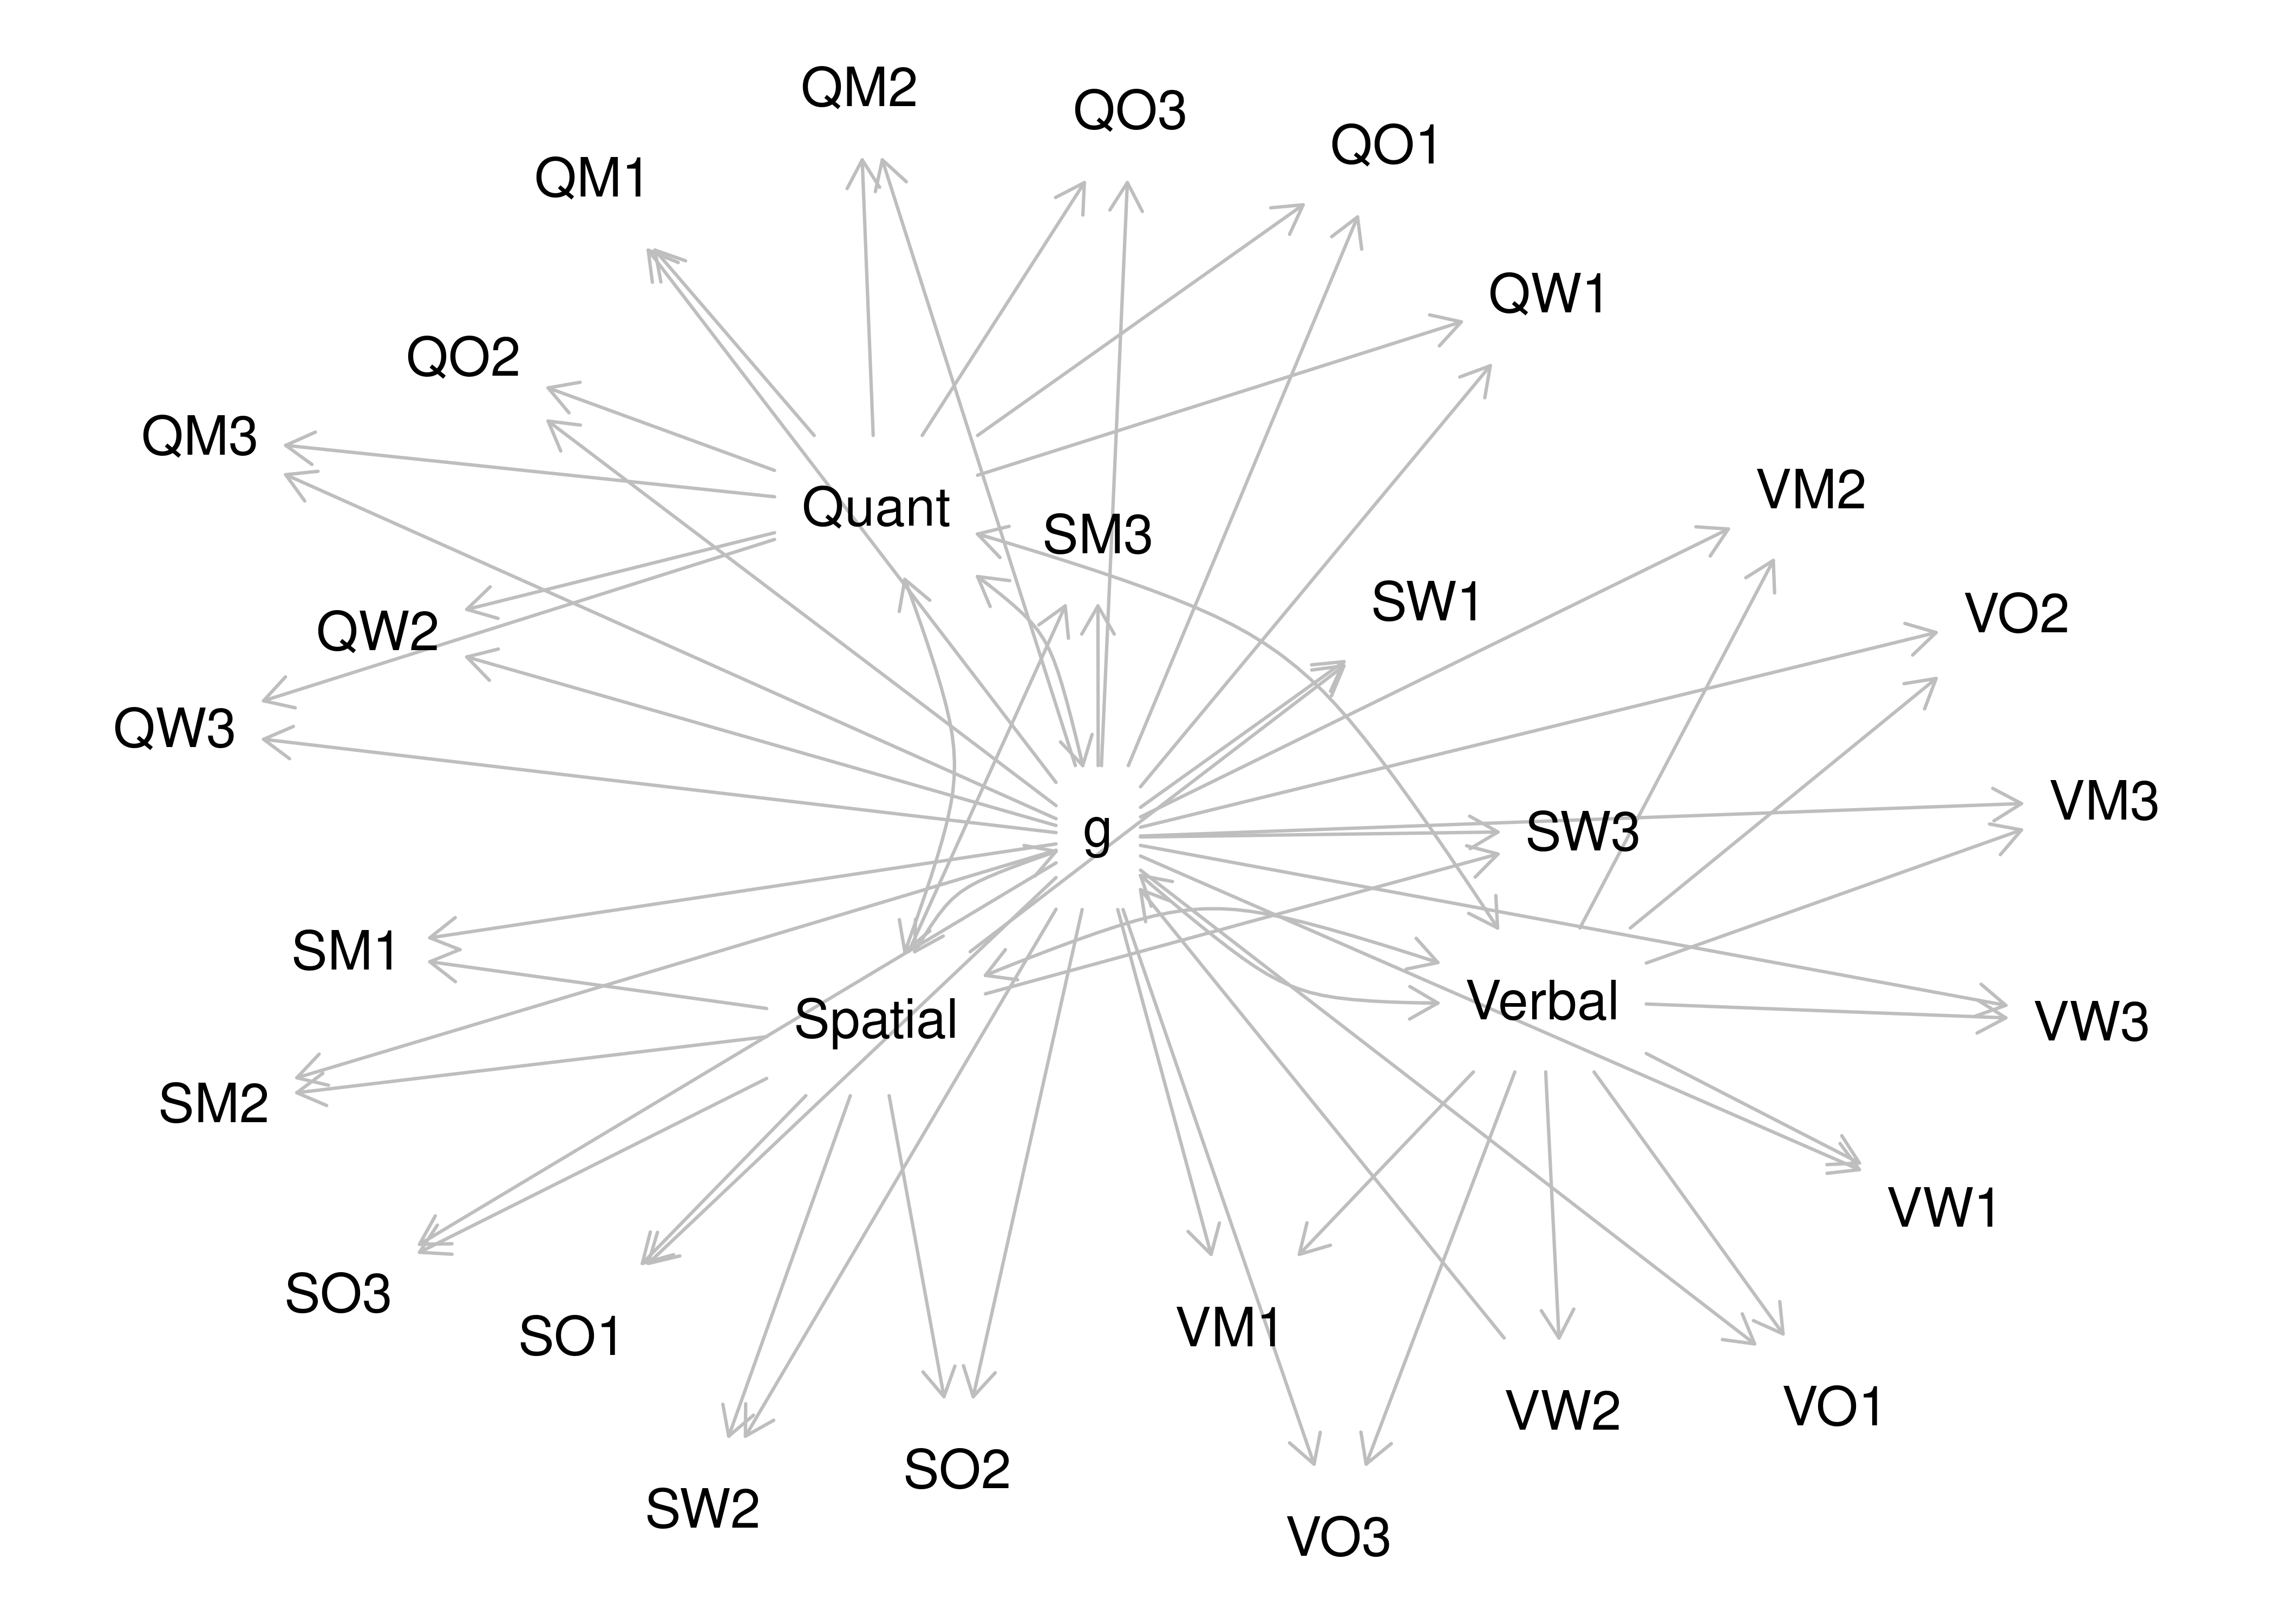 QM2
QO3
QO1
QM1
QW1
QO2
QM3
VM2
Quant
SM3
SW1
VO2
QW2
QW3
VM3
g
SW3
SM1
Verbal
Spatial
VW3
SM2
VW1
SO3
VM1
SO1
VO1
VW2
SO2
SW2
VO3